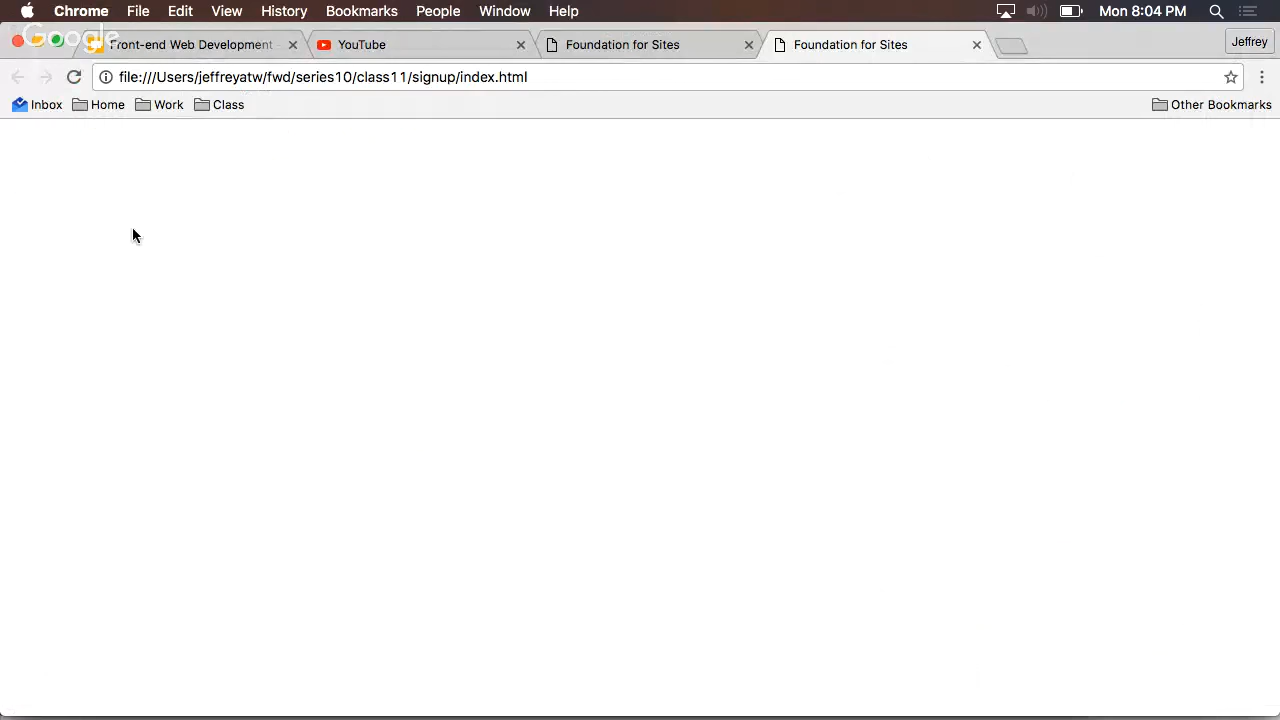 Chrome File Edit View History Bookmarks People Window Help Mon 8:04 PM
Google
Front-end Web Development YouTube Foundation for Sites Foundation for Sites Jeffrey
file:///Users/jeffreyatw/fwd/series10/class11/signup/index.html
Inbox Home Work Class Other Bookmarks